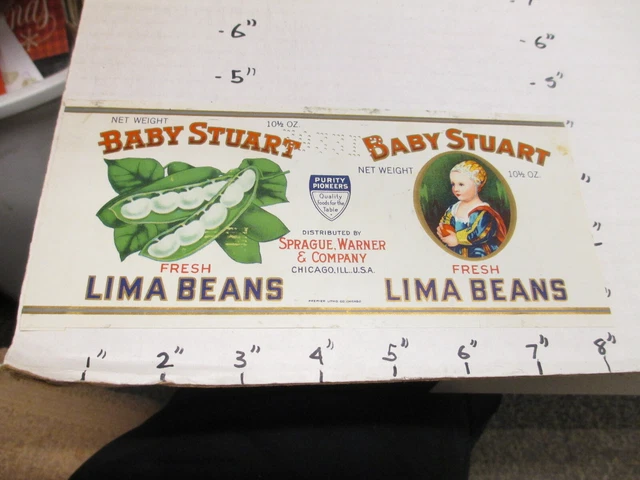 - 6"
- 6"
- 5"
- 5"
NET WEIGHT 10½ OZ.
BABY STUART
FRESH
LIMA BEANS
PURITY
PIONEERS
Quality
foods for the
Table
DISTRIBUTED BY
SPRAGUE, WARNER
& COMPANY
CHICAGO, ILL. U.S.A.
BABY STUART
NET WEIGHT 10½ OZ.
FRESH
LIMA BEANS
1" 2" 3" 4" 5" 6" 7" 8"